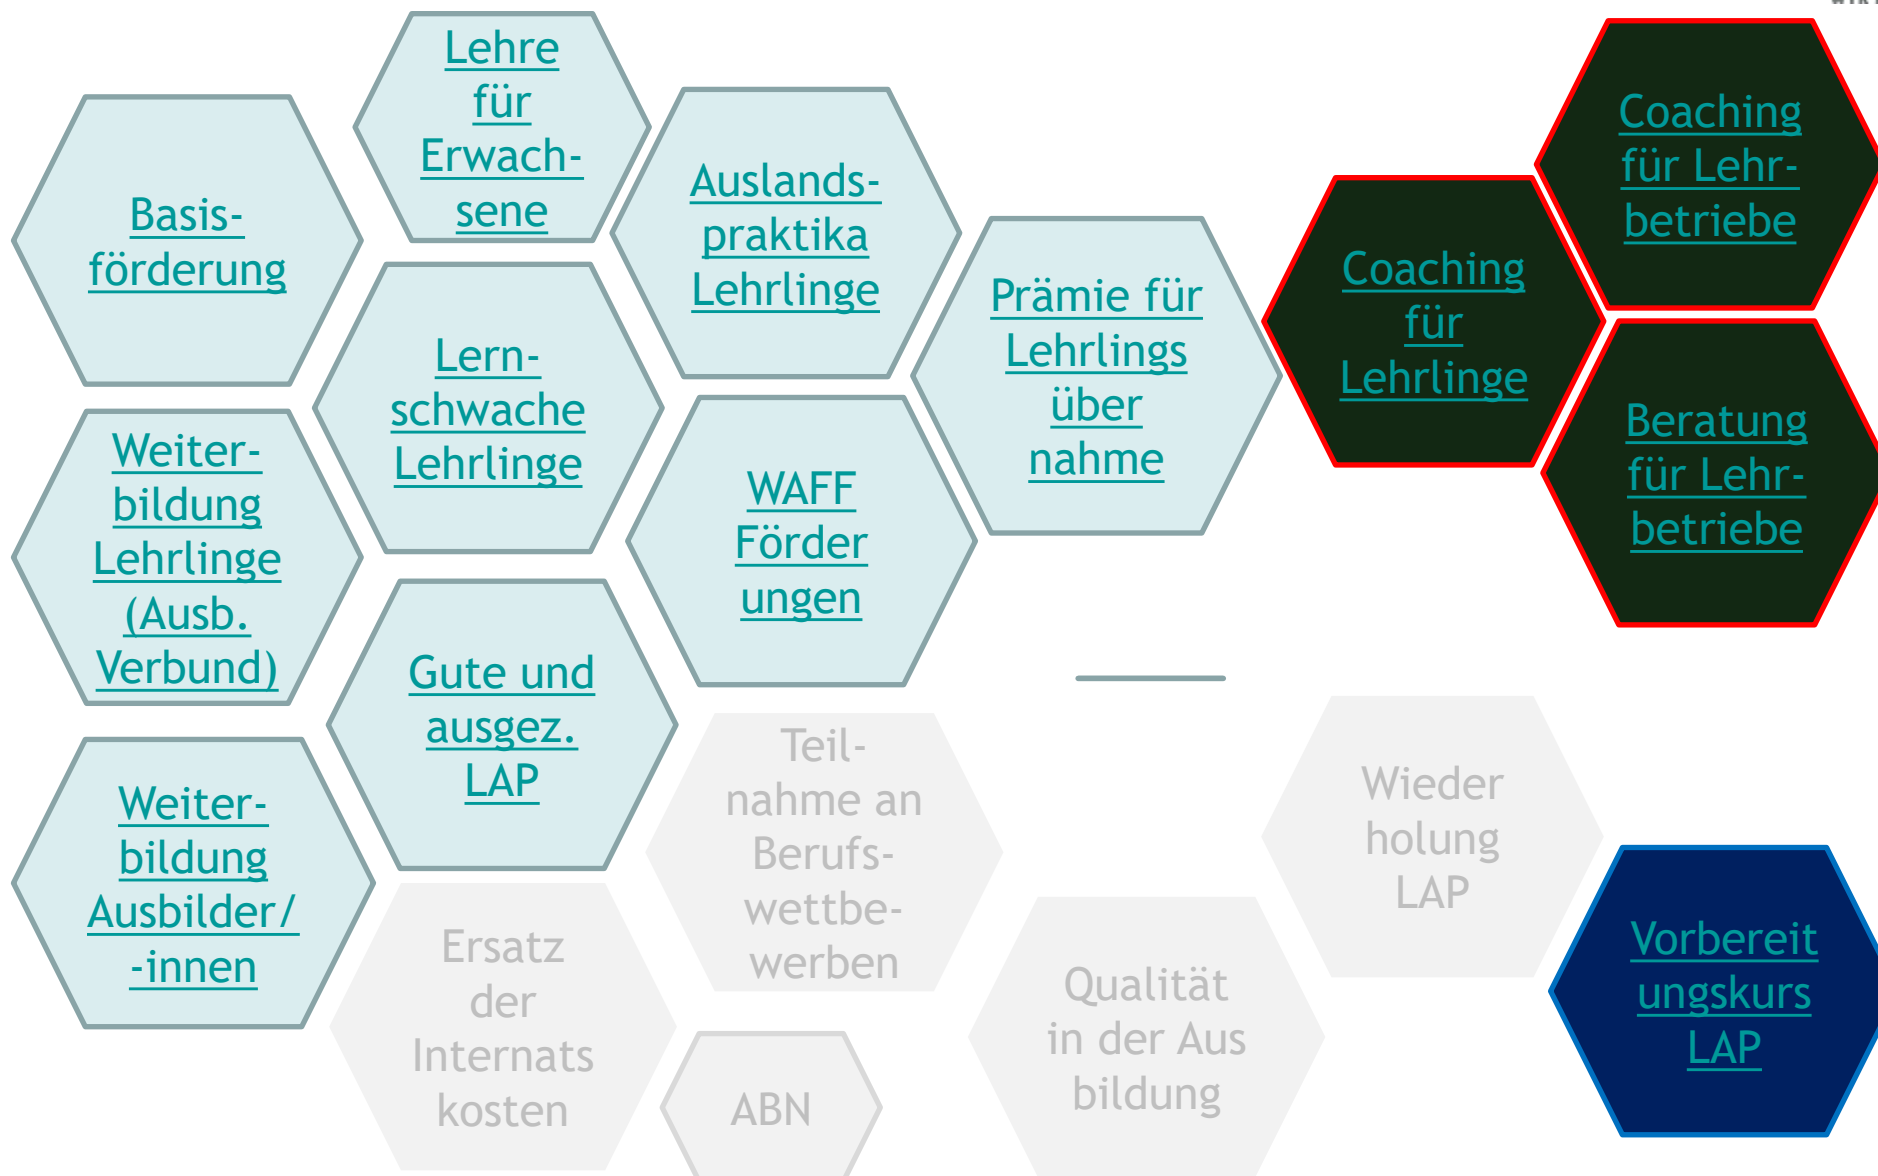 Lehre
für
Erwach-
sene
Basis-
förderung
Auslands-
praktika
Lehrlinge
Coaching
für Lehr-
betriebe
Coaching
für
Lehrlinge
Prämie für
Lehrlings
über
nahme
Lern-
schwache
Lehrlinge
Beratung
für Lehr-
betriebe
Weiter-
bildung
Lehrlinge
(Ausb.
Verbund)
WAFF
Förder
ungen
Gute und
ausgez.
LAP
Teil-
nahme an
Berufs-
wettbe-
werben
Wieder
holung
LAP
Weiter-
bildung
Ausbilder/
-innen
Ersatz
der
Internats
kosten
Qualität
in der Aus
bildung
Vorbereit
ungskurs
LAP
ABN